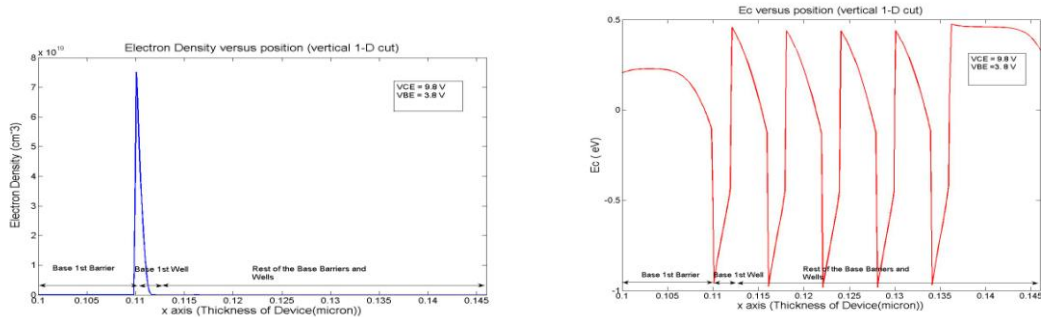 Electron Density versus position (vertical 1-D cut)
x 10^19
8
7
6
5
4
3
2
1
0
Electron Density (cm^3)
VCE = 9.8 V
VBE = 3.8 V
Base 1st Barrier
Base 1st Well
Rest of the Base Barriers and
Wells
0.1
0.105
0.11
0.115
0.12
0.125
0.13
0.135
0.14
0.145
x axis (Thickness of Device(micron))
Ec versus position (vertical 1-D cut)
0.5
0
-0.5
-1
Ec ( eV)
VCE = 9.8 V
VBE =3. 8 V
Base 1st Barrier
Base 1st Well
Rest of the Base Barriers and
Wells
0.1
0.105
0.11
0.115
0.12
0.125
0.13
0.135
0.14
0.145
x axis (Thickness of Device(micron))